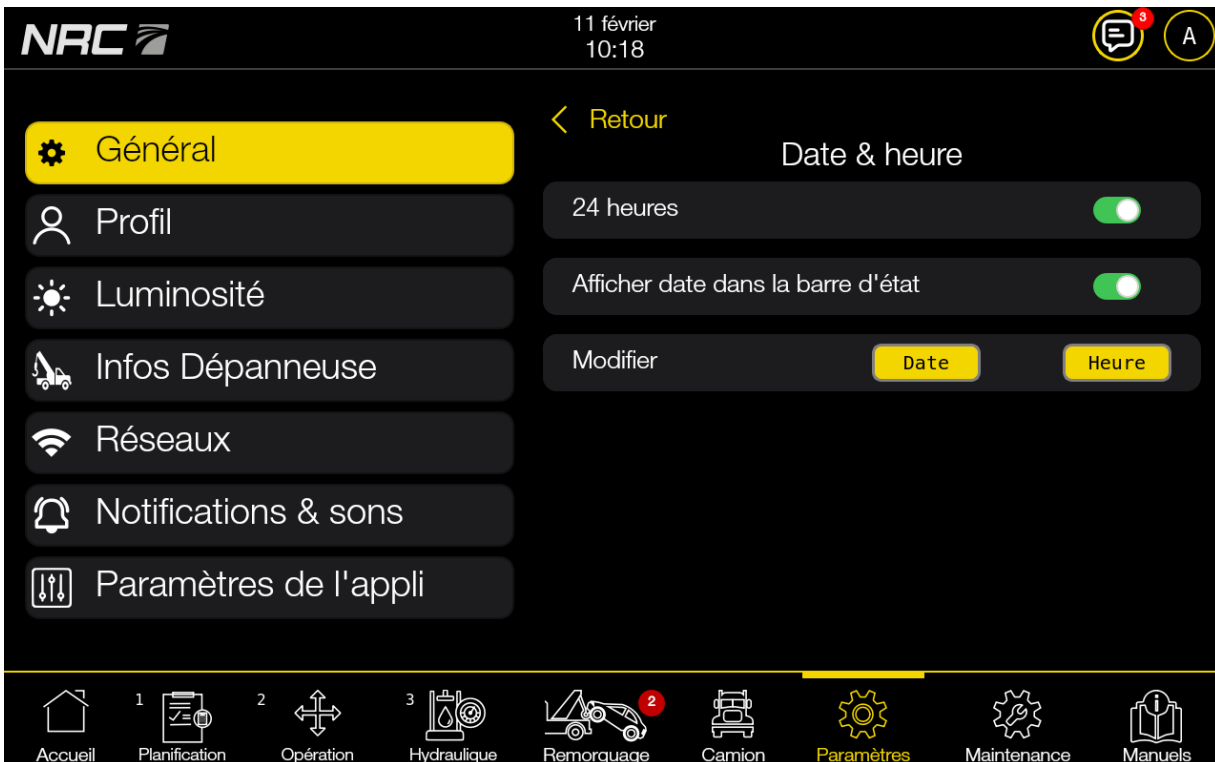 NRC
11 février
10:18
3
A
Retour
Date & heure
Général
Profil
Luminosité
Infos Dépanneuse
Réseaux
Notifications & sons
Paramètres de l'appli
24 heures
Afficher date dans la barre d'état
Modifier
Date
Heure
1
2
3
2
Accueil
Planification
Opération
Hydraulique
Remorquage
Camion
Paramètres
Maintenance
Manuels